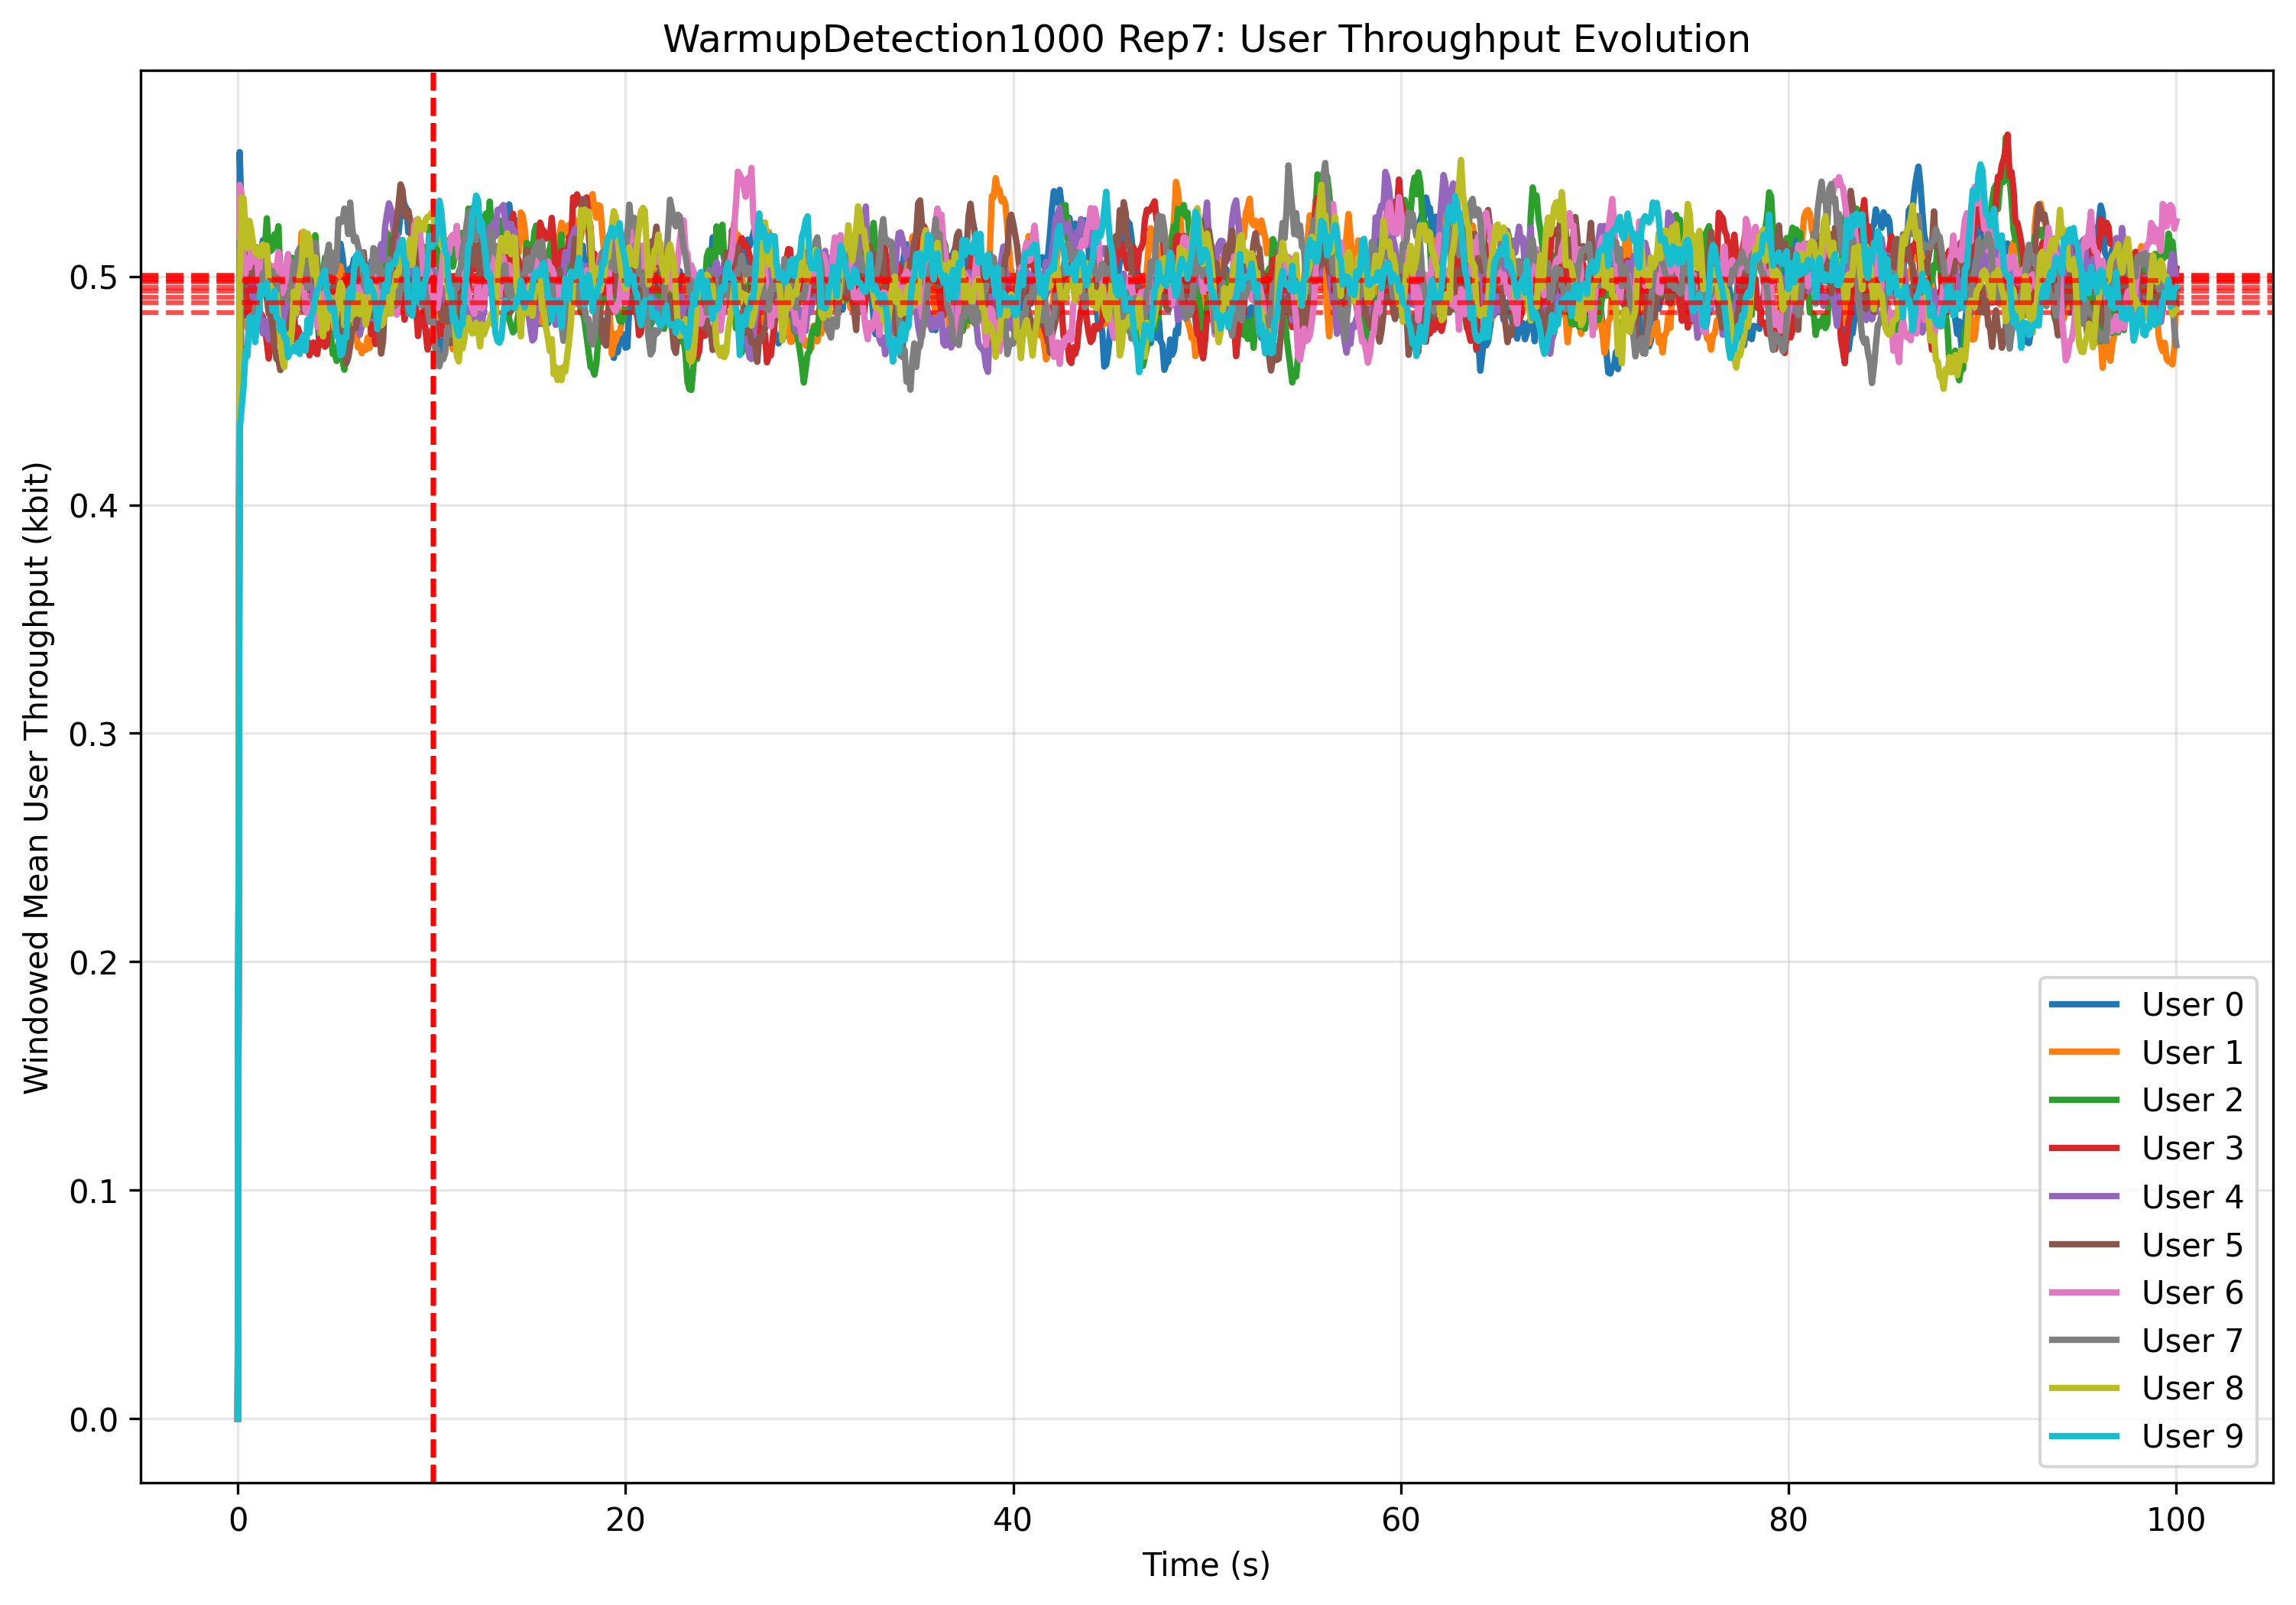 WarmupDetection1000 Rep7: User Throughput Evolution
Windowed Mean User Throughput (kbit)
0.5
0.4
0.3
0.2
0.1
0.0
0 20 40 60 80 100
Time (s)
User 0
User 1
User 2
User 3
User 4
User 5
User 6
User 7
User 8
User 9